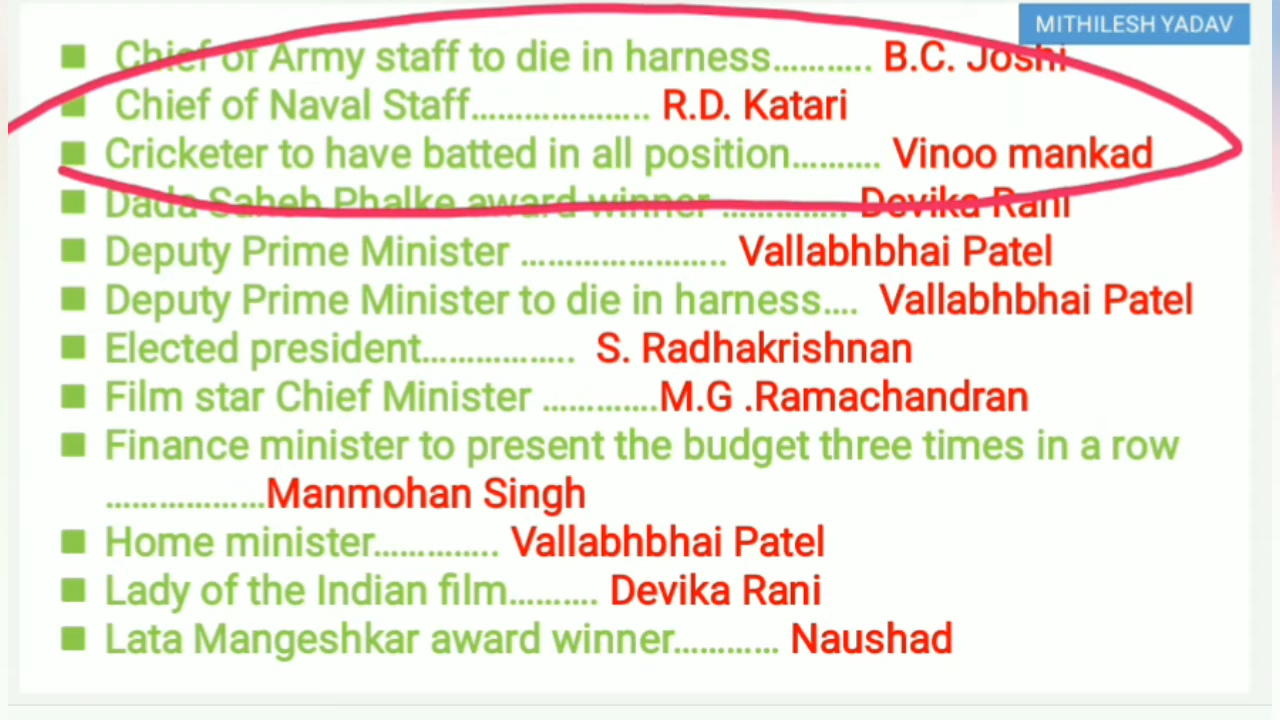 MITHILESH YADAV
■ Chief of Army staff to die in harness........... B.C. Joshi
■ Chief of Naval Staff..................... R.D. Katari
■ Cricketer to have batted in all position.......... Vinoo mankad
■ Dada Saheb Phalke award winner ............... Devika Rani
■ Deputy Prime Minister ........................ Vallabhbhai Patel
■ Deputy Prime Minister to die in harness.... Vallabhbhai Patel
■ Elected president.................. S. Radhakrishnan
■ Film star Chief Minister .............M.G .Ramachandran
■ Finance minister to present the budget three times in a row
..................Manmohan Singh
■ Home minister.............. Vallabhbhai Patel
■ Lady of the Indian film.......... Devika Rani
■ Lata Mangeshkar award winner............ Naushad